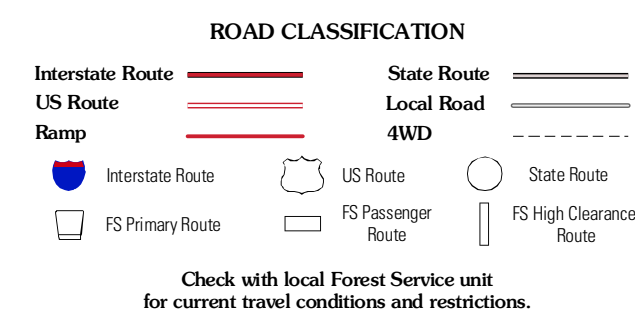 ROAD CLASSIFICATION
Interstate Route
State Route
US Route
Local Road
Ramp
4WD
Interstate Route
US Route
State Route
FS Primary Route
FS Passenger
Route
FS High Clearance
Route
Check with local Forest Service unit
for current travel conditions and restrictions.